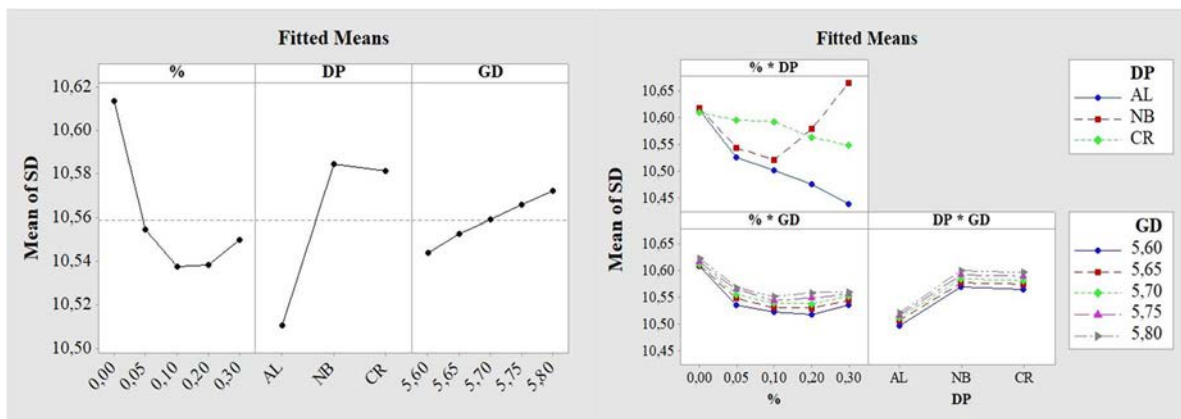 Fitted Means
% DP GD
10,62
10,60
10,58
10,56
10,54
10,52
10,50
Mean of SD
0,00 0,05 0,10 0,20 0,30 AL NB CR 5,60 5,65 5,70 5,75 5,80
Fitted Means
% * DP
10,65
10,60
10,55
10,50
10,45
% * GD DP * GD
10,65
10,60
10,55
10,50
10,45
Mean of SD
0,00 0,05 0,10 0,20 0,30 AL NB CR
% DP
DP
AL
NB
CR
GD
5,60
5,65
5,70
5,75
5,80